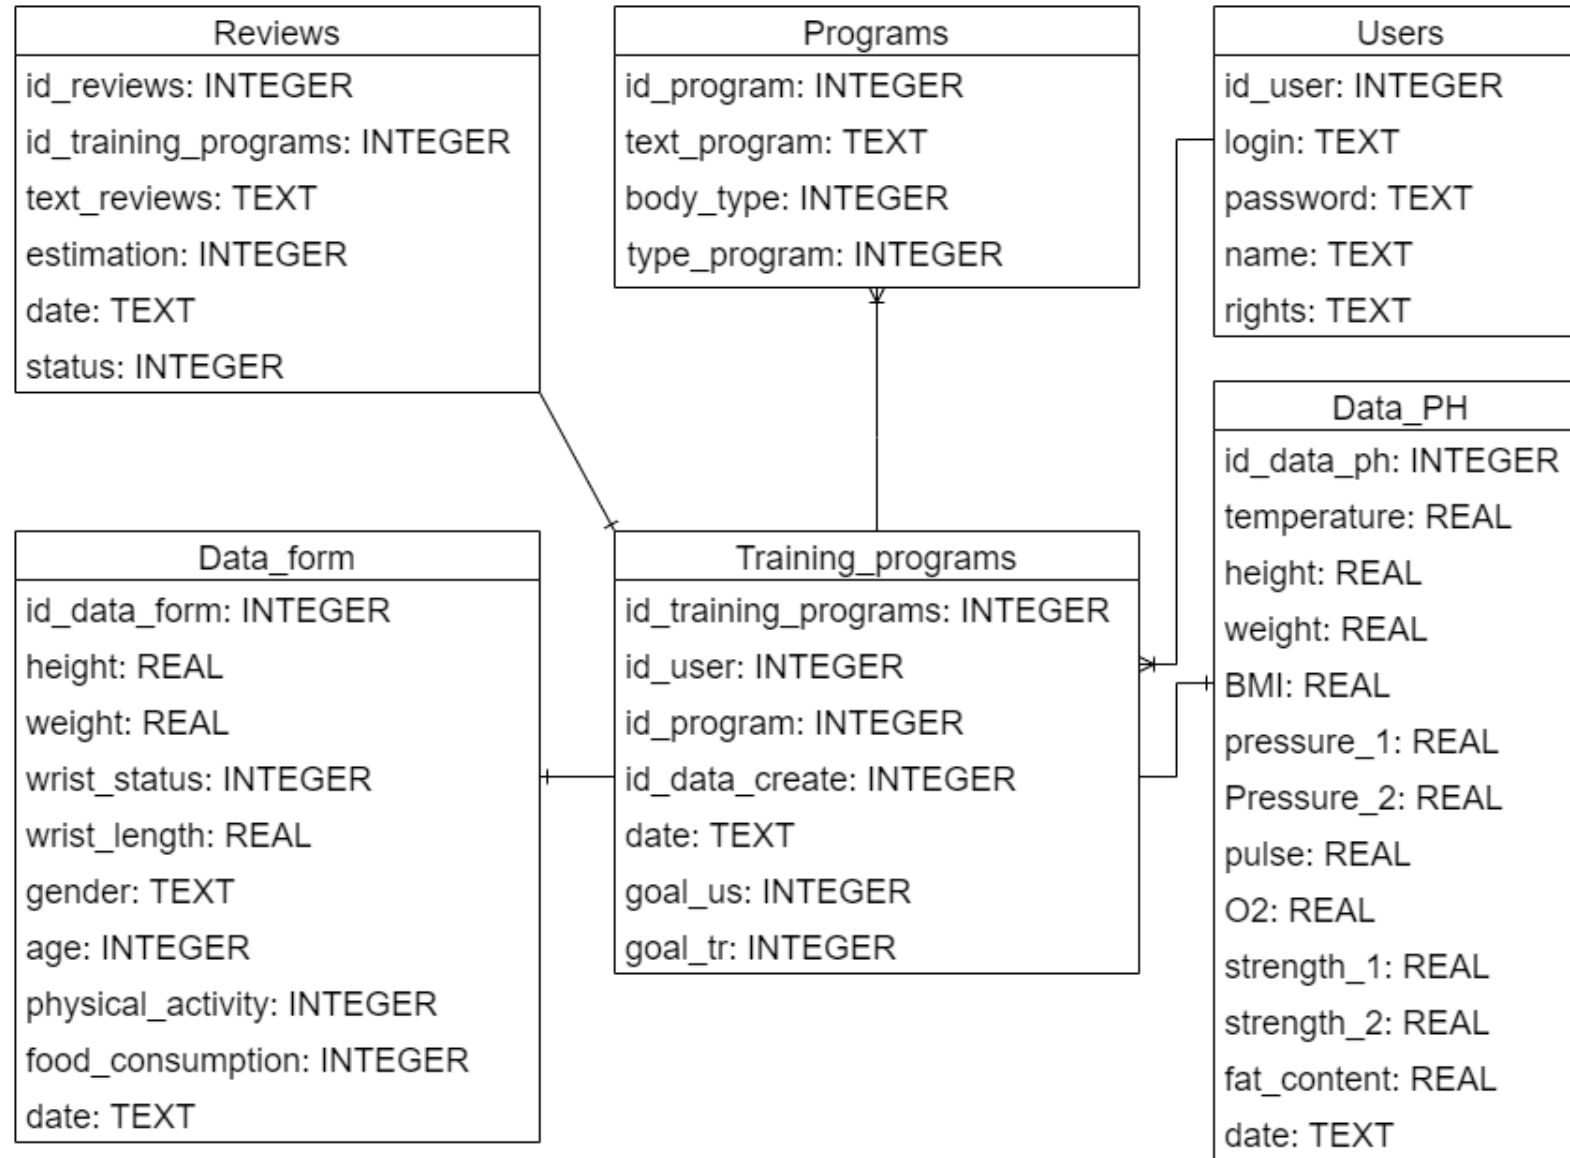 Reviews
id_reviews: INTEGER
id_training_programs: INTEGER
text_reviews: TEXT
estimation: INTEGER
date: TEXT
status: INTEGER
Programs
id_program: INTEGER
text_program: TEXT
body_type: INTEGER
type_program: INTEGER
Users
id_user: INTEGER
login: TEXT
password: TEXT
name: TEXT
rights: TEXT
Data_form
id_data_form: INTEGER
height: REAL
weight: REAL
wrist_status: INTEGER
wrist_length: REAL
gender: TEXT
age: INTEGER
physical_activity: INTEGER
food_consumption: INTEGER
date: TEXT
Training_programs
id_training_programs: INTEGER
id_user: INTEGER
id_program: INTEGER
id_data_create: INTEGER
date: TEXT
goal_us: INTEGER
goal_tr: INTEGER
Data_PH
id_data_ph: INTEGER
temperature: REAL
height: REAL
weight: REAL
BMI: REAL
pressure_1: REAL
Pressure_2: REAL
pulse: REAL
O2: REAL
strength_1: REAL
strength_2: REAL
fat_content: REAL
date: TEXT